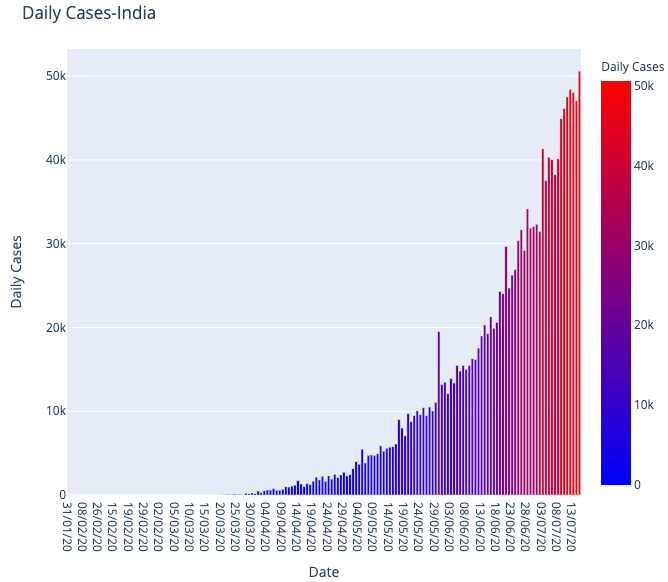 Daily Cases-India
Daily Cases
50k
40k
30k
20k
10k
0
Daily Cases
50k
40k
30k
20k
10k
0
31/01/20
08/02/20
26/02/20
15/02/20
19/02/20
29/02/20
02/02/20
05/03/20
10/03/20
15/03/20
20/03/20
25/03/20
30/03/20
04/04/20
09/04/20
14/04/20
19/04/20
24/04/20
29/04/20
04/05/20
09/05/20
14/05/20
19/05/20
24/05/20
29/05/20
03/06/20
08/06/20
13/06/20
18/06/20
23/06/20
28/06/20
03/07/20
08/07/20
13/07/20
Date